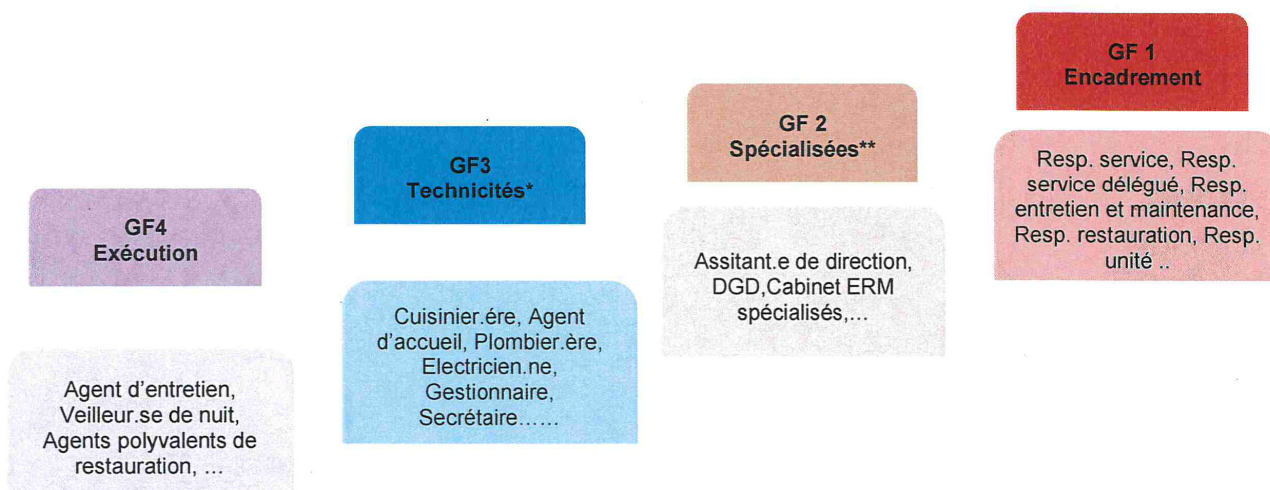 GF4
Exécution
Agent d'entretien,
Veilleur.se de nuit,
Agents polyvalents de
restauration, ...
GF3
Technicités*
Cuisinier.ére, Agent
d'accueil, Plombier.ère,
Electricien.ne,
Gestionnaire,
Secrétaire……
GF 2
Spécialisées**
Assitant.e de direction,
DGD,Cabinet ERM
spécialisés,…
GF 1
Encadrement
Resp. service, Resp.
service délégué, Resp.
entretien et maintenance,
Resp. restauration, Resp.
unité ..